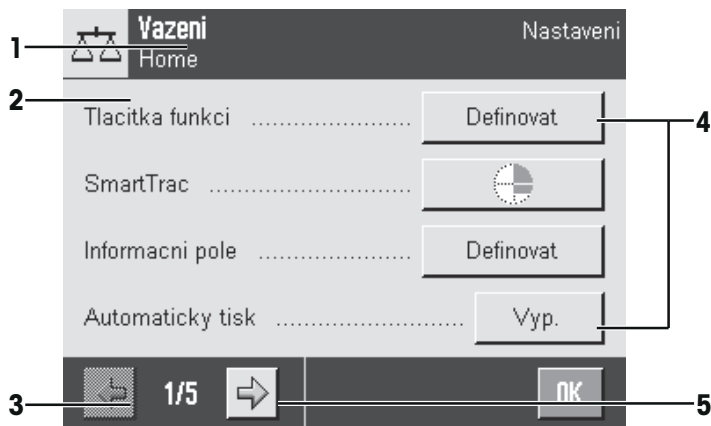 Vazeni
Nastaveni
1
Home
2
Tlacitka funkci ...................... Definovat
4
SmartTrac ............................
Informacni pole ..................... Definovat
Automaticky tisk .......................... Vyp.
3
1/5
OK
5